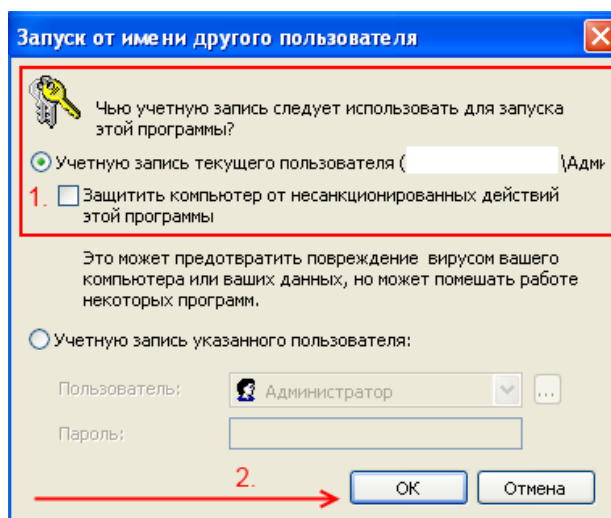 Запуск от имени другого пользователя
Чью учетную запись следует использовать для запуска
этой программы?
Учетную запись текущего пользователя ( \Адми
1. Защитить компьютер от несанкционированных действий
этой программы
Это может предотвратить повреждение вирусом вашего
компьютера или ваших данных, но может помешать работе
некоторых программ.
Учетную запись указанного пользователя:
Пользователь: Администратор ...
Пароль:
2.
ОК Отмена